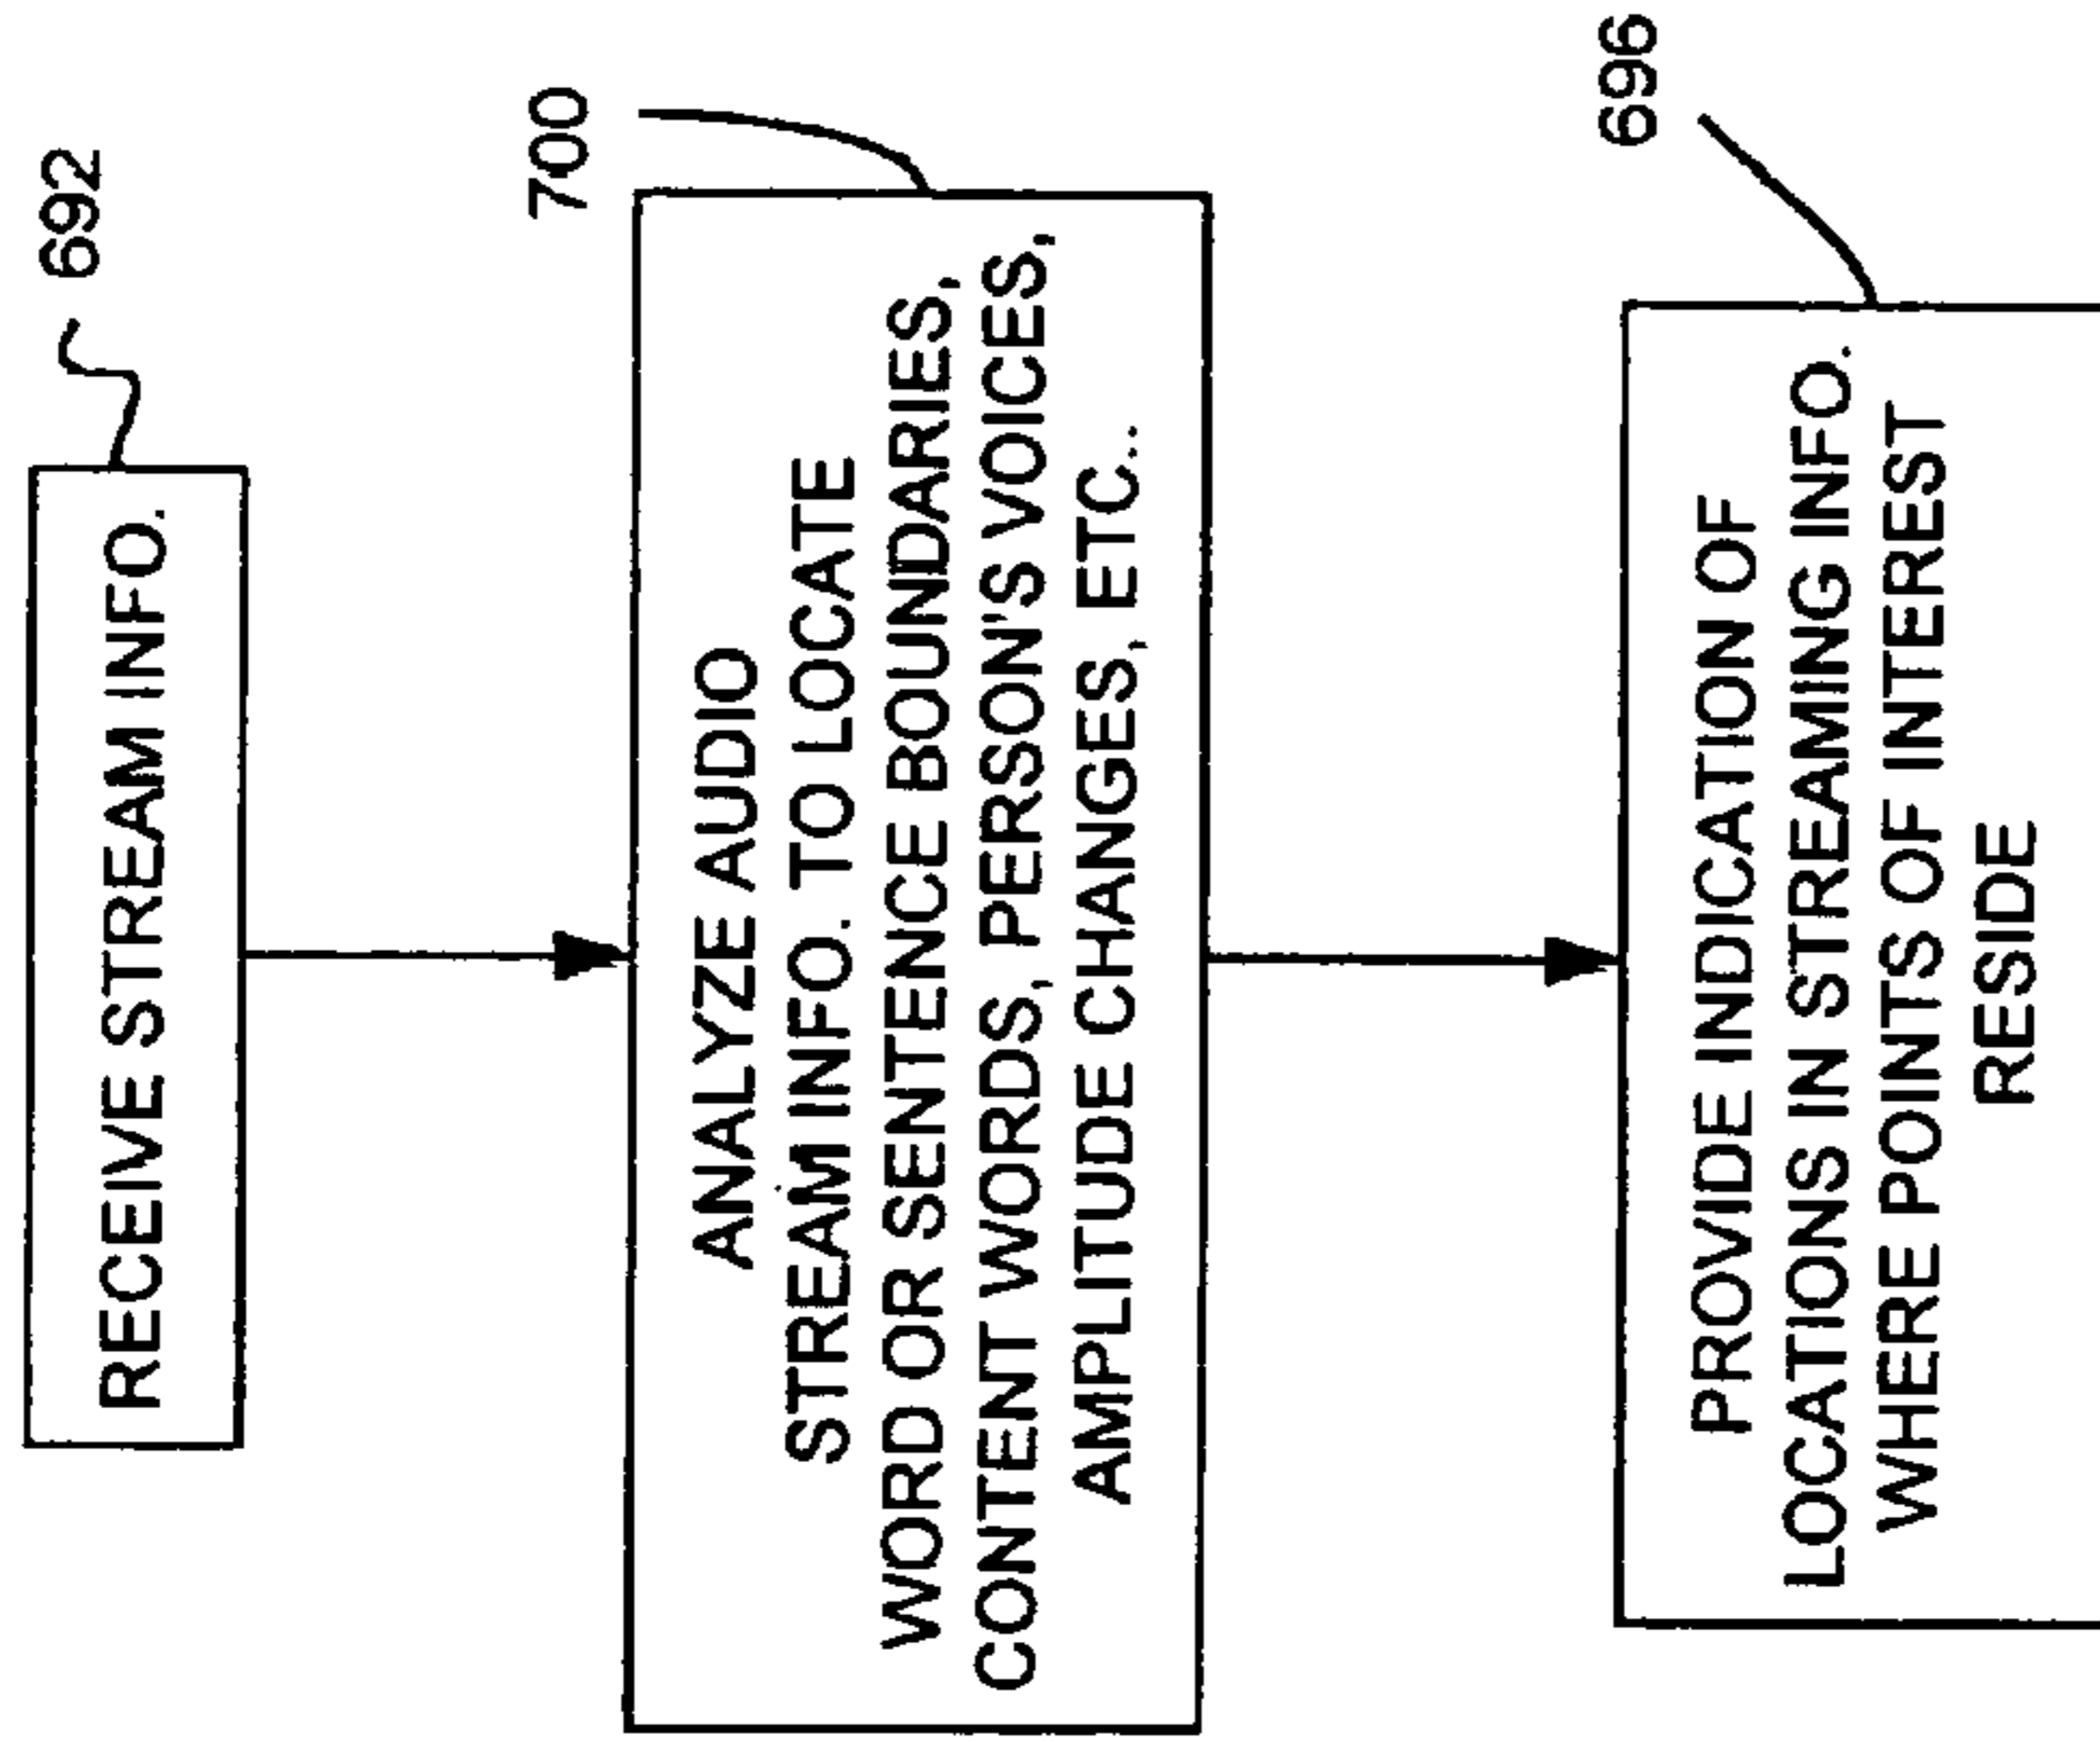 692
RECEIVE STREAM INFO.
700
ANALYZE AUDIO
STREAM INFO. TO LOCATE
WORD OR SENTENCE BOUNDARIES,
CONTENT WORDS, PERSON'S VOICES,
AMPLITUDE CHANGES, ETC..
696
PROVIDE INDICATION OF
LOCATIONS IN STREAMING INFO.
WHERE POINTS OF INTEREST
RESIDE